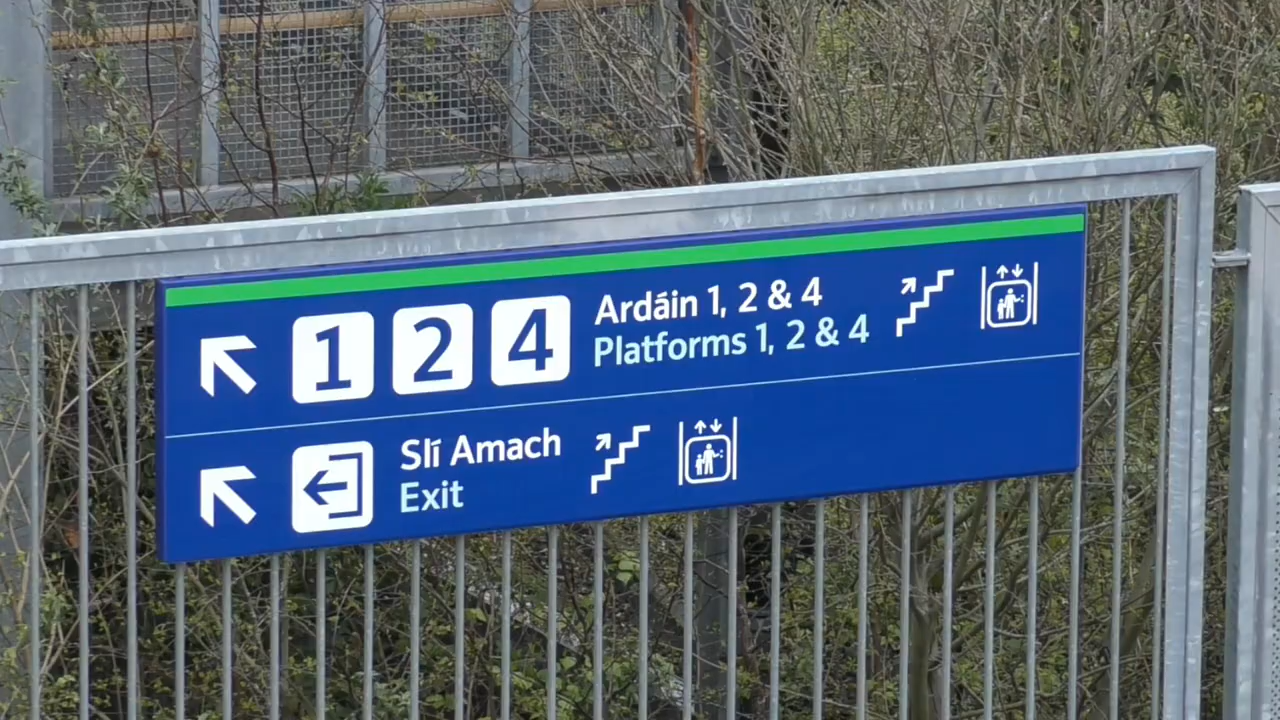 1 2 4
Ardáin 1, 2 & 4
Platforms 1, 2 & 4
Slí Amach
Exit